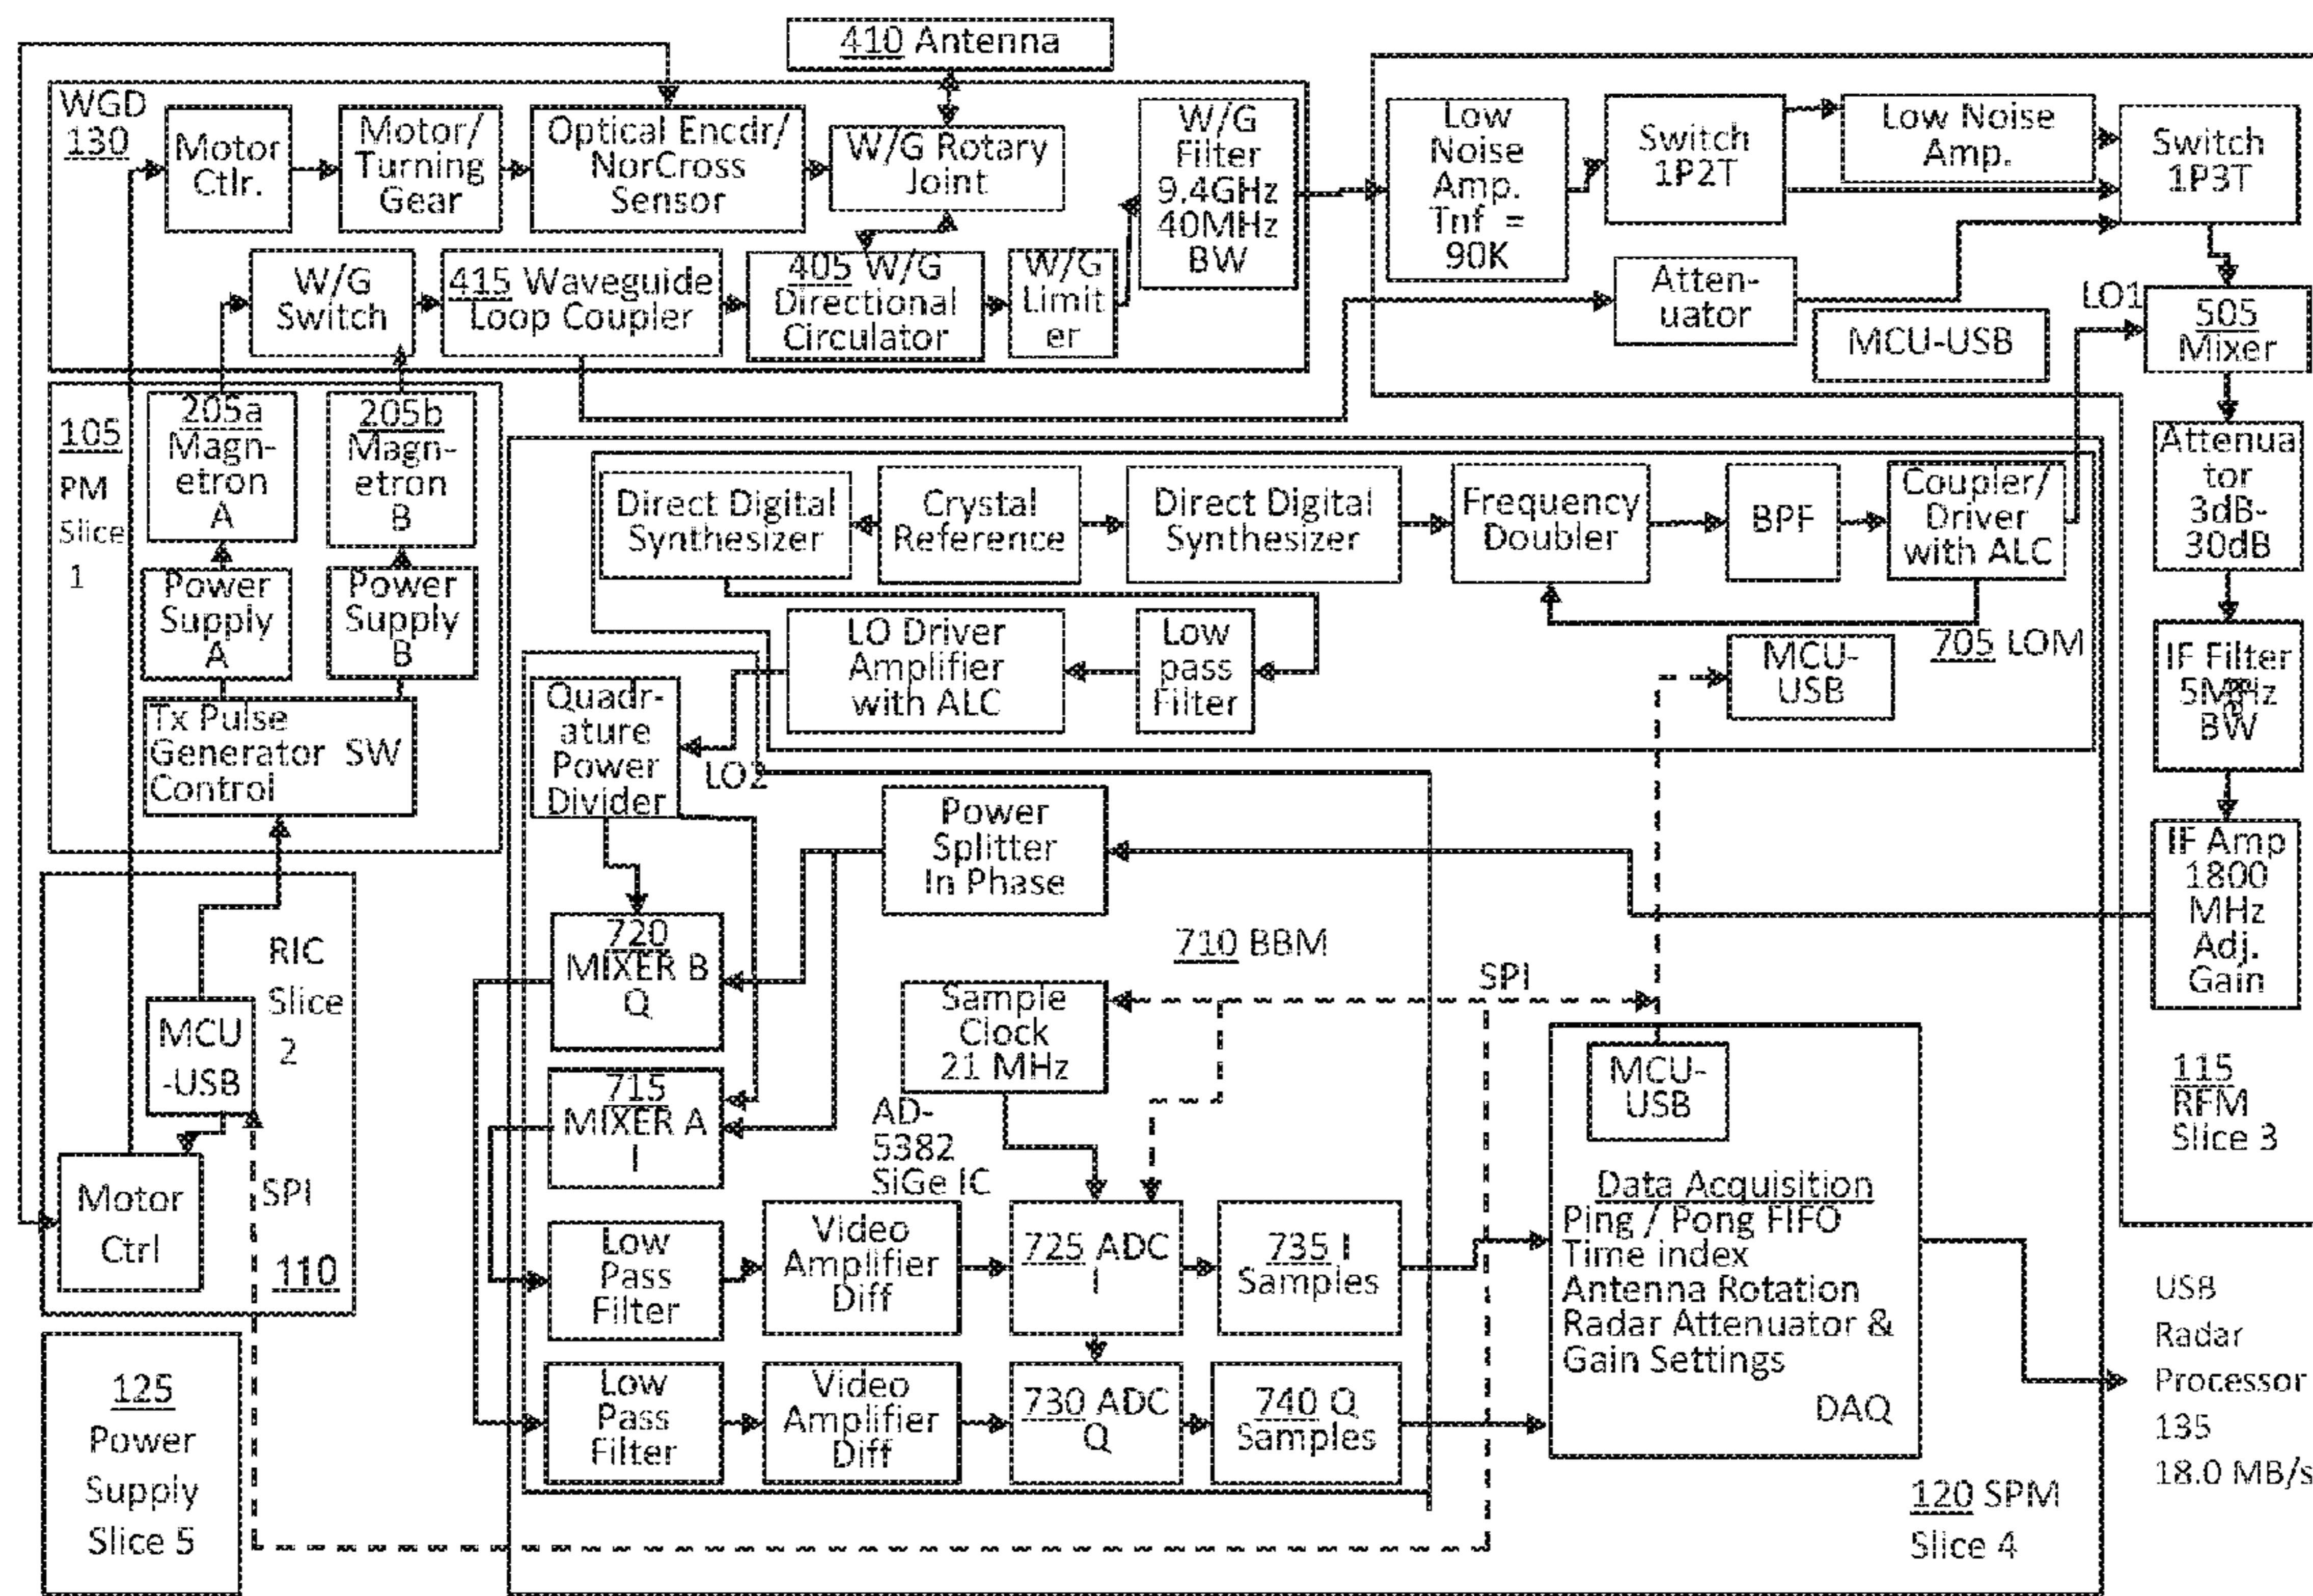 410 Antenna
WGD
130
Motor
Ctlr.
Motor/
Turning
Gear
Optical Encdr/
NorCross
Sensor
W/G Rotary
Joint
W/G
Filter
9.4GHz
40MHz
BW
Low
Noise
Amp.
Tnf =
90K
Switch
1P2T
Low Noise
Amp.
Switch
1P3T
W/G
Switch
415 Waveguide
Loop Coupler
405 W/G
Directional
Circulator
W/G
Limit
er
Atten-
uator
MCU-USB
LO1
505
Mixer
105
PM
Slice
1
205a
Magn-
etron
A
205b
Magn-
etron
B
Power
Supply
A
Power
Supply
B
Tx Pulse
Generator SW
Control
Direct Digital
Synthesizer
Crystal
Reference
Direct Digital
Synthesizer
Frequency
Doubler
BPF
Coupler/
Driver
with ALC
Attenua
tor
3dB-
30dB
LO Driver
Amplifier
with ALC
Low
pass
Filter
MCU-
USB
705 LOM
IF Filter
5MHz
BW
Quadr-
ature
Power
Divider
LO2
Power
Splitter
In Phase
IF Amp
1800
MHz
Adj.
Gain
RIC
Slice
2
MCU
-USB
Motor
Ctrl
SPI
110
720
MIXER B
Q
710 BBM
Sample
Clock
21 MHz
SPI
715
MIXER A
I
AD-
5382
SiGe IC
MCU-
USB
115
RFM
Slice 3
Low
Pass
Filter
Video
Amplifier
Diff
725 ADC
I
735 I
Samples
Data Acquisition
Ping / Pong FIFO
Time index
Antenna Rotation
Radar Attenuator &
Gain Settings
DAQ
Low
Pass
Filter
Video
Amplifier
Diff
730 ADC
Q
740 Q
Samples
USB
Radar
Processor
135
18.0 MB/s
125
Power
Supply
Slice 5
120 SPM
Slice 4